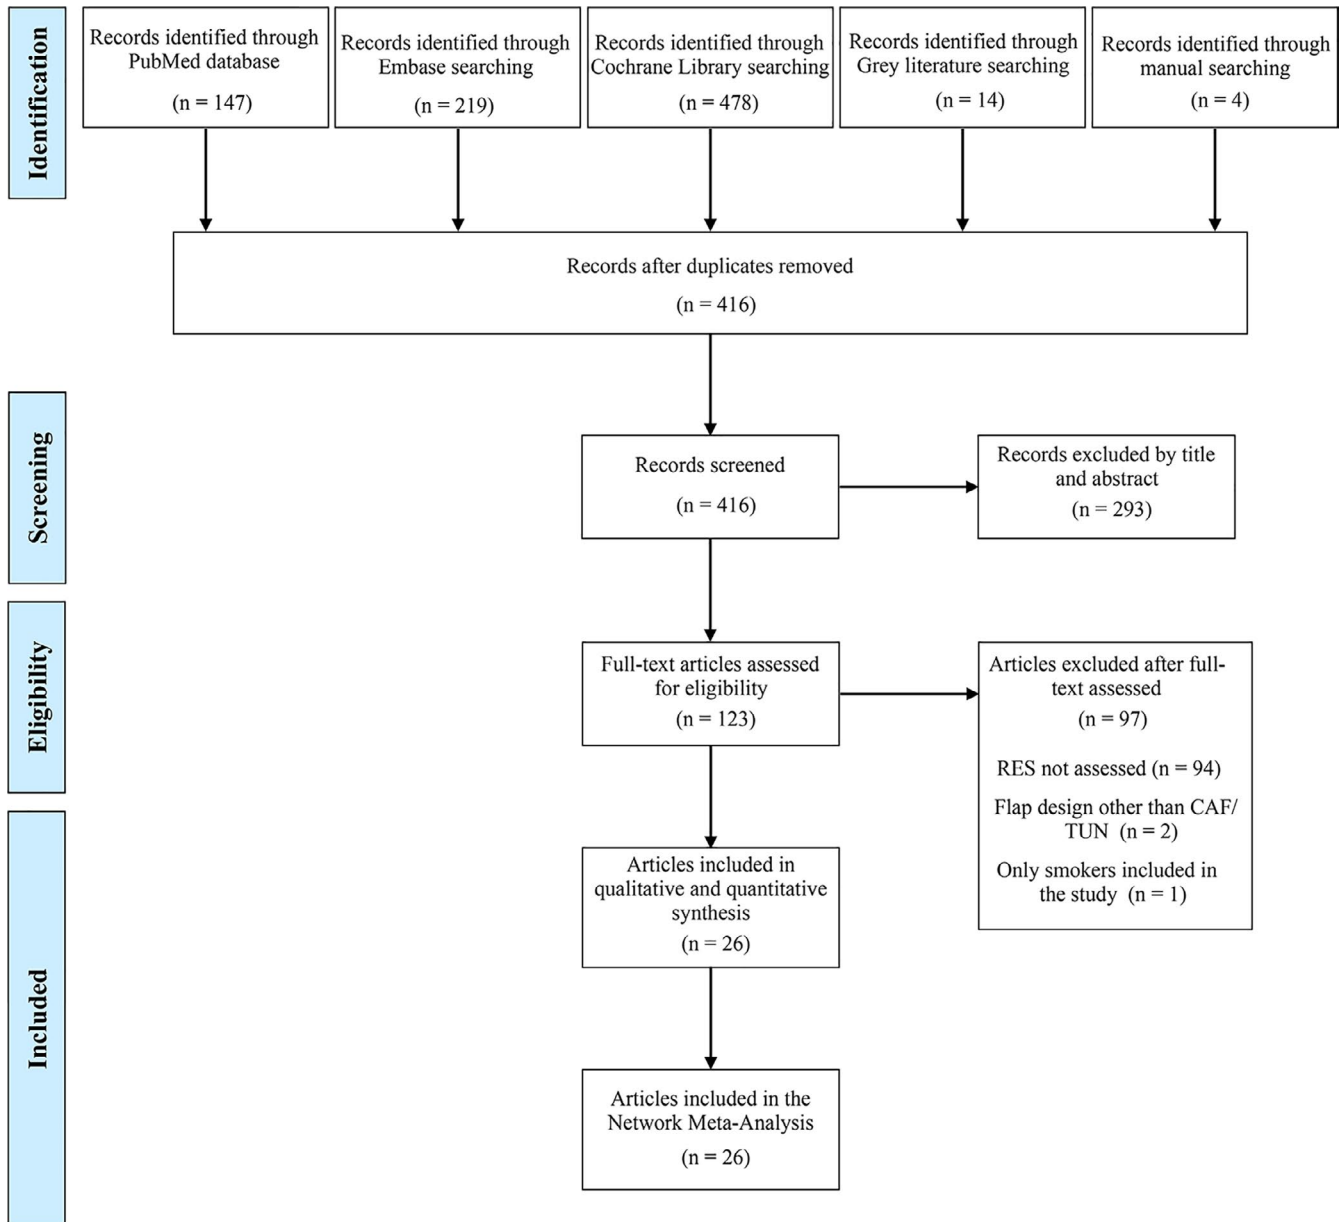 Identification
Records identified through
PubMed database
(n = 147)
Records identified through
Embase searching
(n = 219)
Records identified through
Cochrane Library searching
(n = 478)
Records identified through
Grey literature searching
(n = 14)
Records identified through
manual searching
(n = 4)
Records after duplicates removed
(n = 416)
Screening
Records screened
(n = 416)
Records excluded by title
and abstract
(n = 293)
Eligibility
Full-text articles assessed
for eligibility
(n = 123)
Articles excluded after full-
text assessed
(n = 97)
RES not assessed (n = 94)
Flap design other than CAF/
TUN (n = 2)
Only smokers included in
the study (n = 1)
Included
Articles included in
qualitative and quantitative
synthesis
(n = 26)
Articles included in the
Network Meta-Analysis
(n = 26)